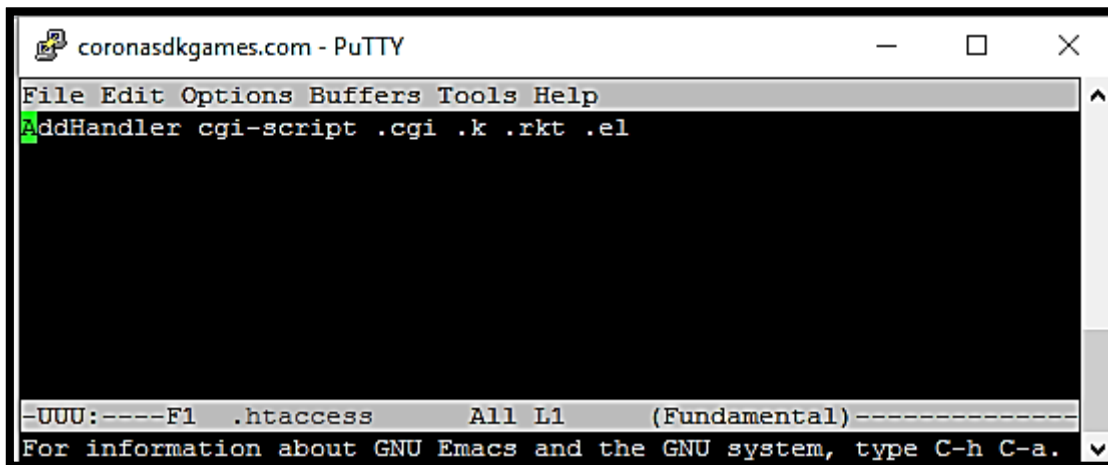 coronasdkgames.com - PuTTY
File Edit Options Buffers Tools Help
AddHandler cgi-script .cgi .k .rkt .el
-UUU:----F1  .htaccess      All L1     (Fundamental)--------------
For information about GNU Emacs and the GNU system, type C-h C-a.